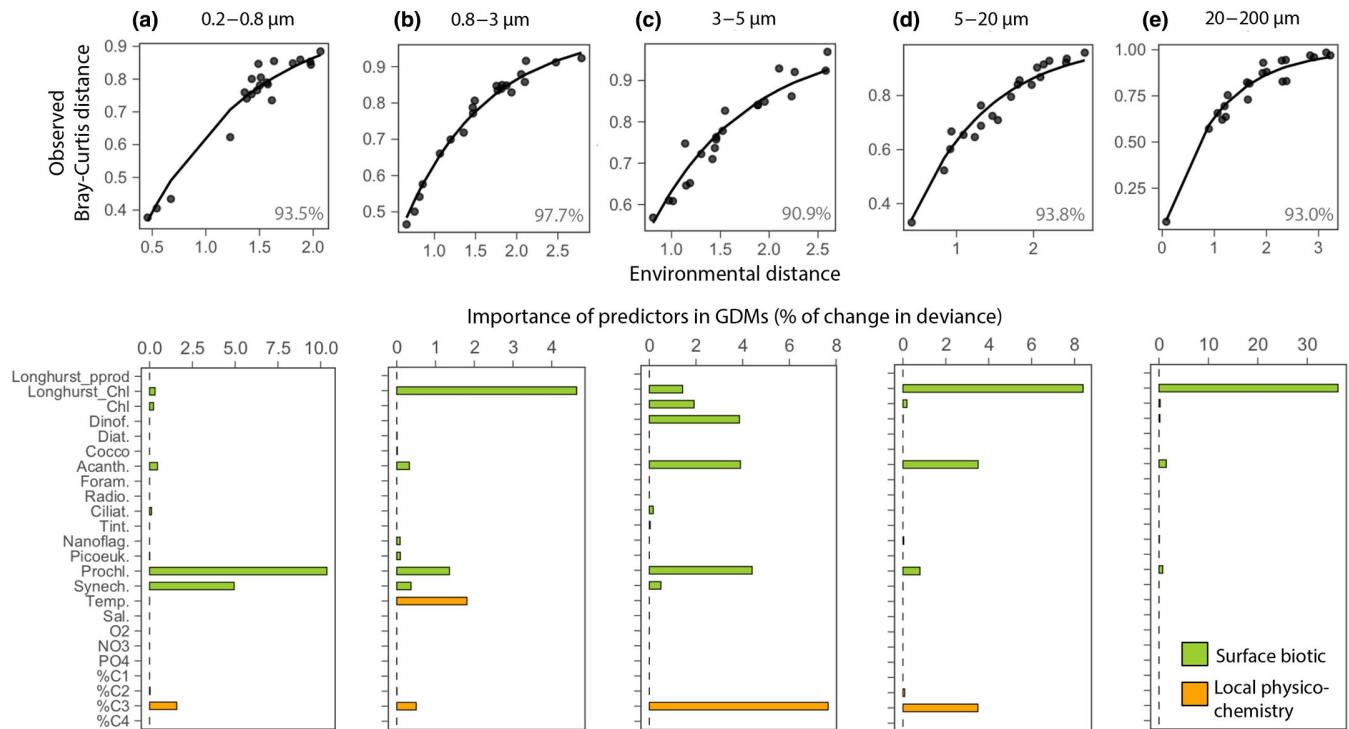 (a) 0.2–0.8 µm (b) 0.8–3 µm (c) 3–5 µm (d) 5–20 µm (e) 20–200 µm
Observed
Bray-Curtis distance
0.9
0.8
0.7
0.6
0.5
0.4
93.5%
0.5 1.0 1.5 2.0
0.9
0.8
0.7
0.6
0.5
97.7%
1.0 1.5 2.0 2.5
0.9
0.8
0.7
0.6
90.9%
1.0 1.5 2.0 2.5
0.8
0.6
0.4
93.8%
1 2
1.00
0.75
0.50
0.25
93.0%
0 1 2 3
Environmental distance
Importance of predictors in GDMs (% of change in deviance)
0.0 2.5 5.0 10.0
0 1 2 3 4
0 2 4 6 8
0 2 4 6 8
0 10 20 30
Longhurst_pprod
Longhurst_Chl
Chl
Dinof.
Diat.
Cocco
Acanth.
Foram.
Radio.
Ciliat.
Tint.
Nanoflag.
Picoeuk.
Prochl.
Synech.
Temp.
Sal.
O2
NO3
PO4
%C1
%C2
%C3
%C4
Surface biotic
Local physico-
chemistry